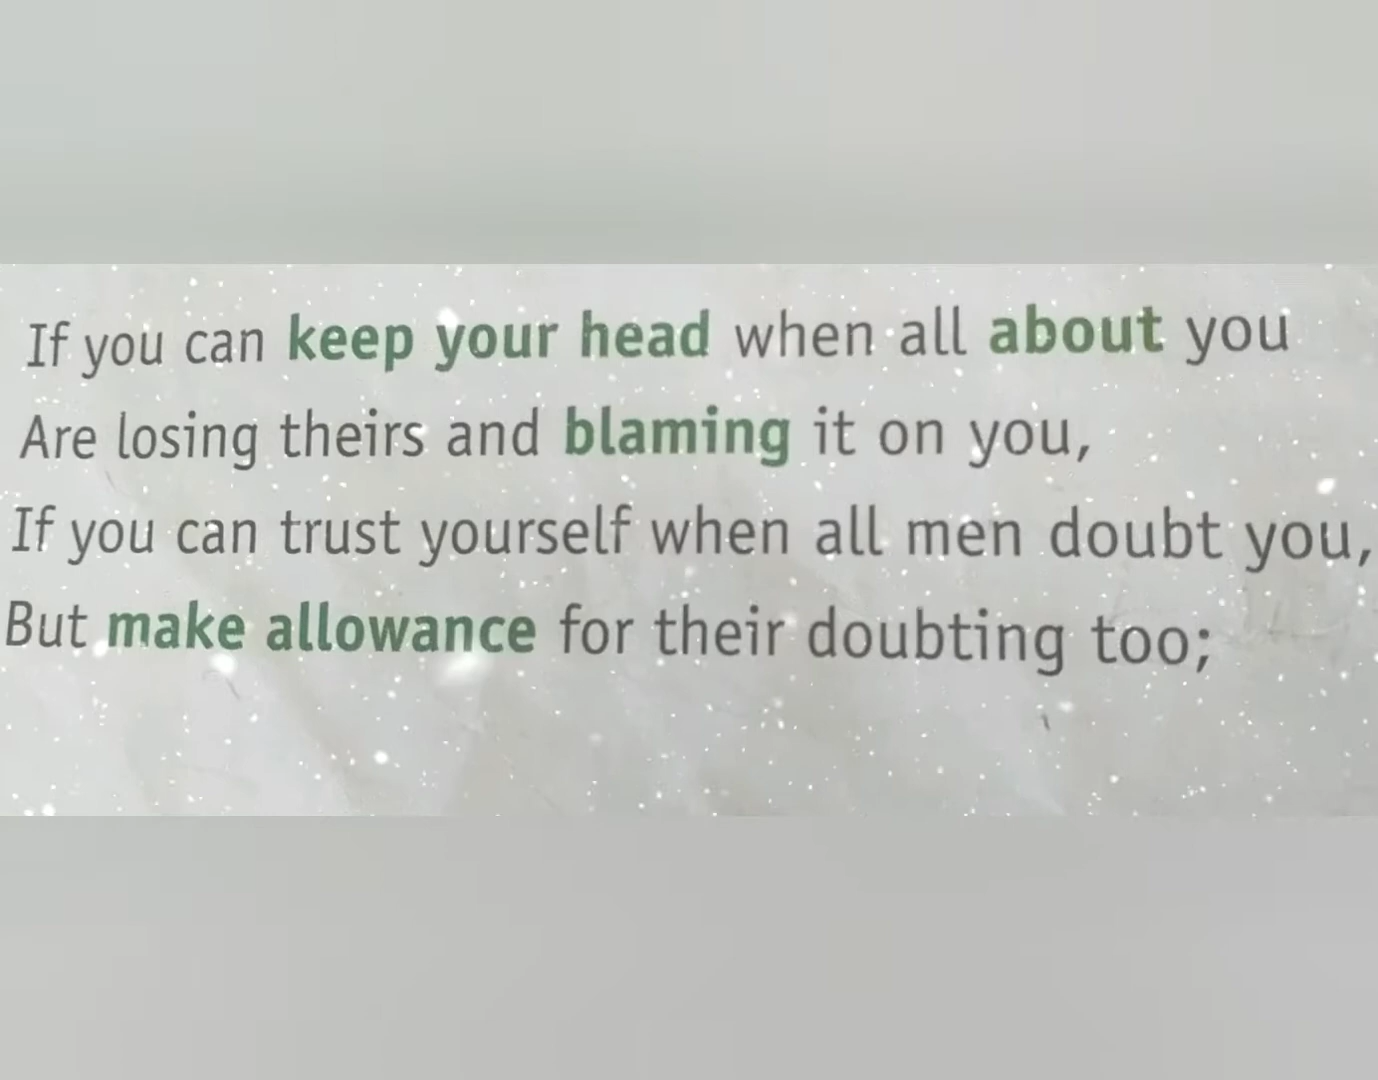 If you can keep your head when all about you
Are losing theirs and blaming it on you,
If you can trust yourself when all men doubt you,
But make allowance for their doubting too;